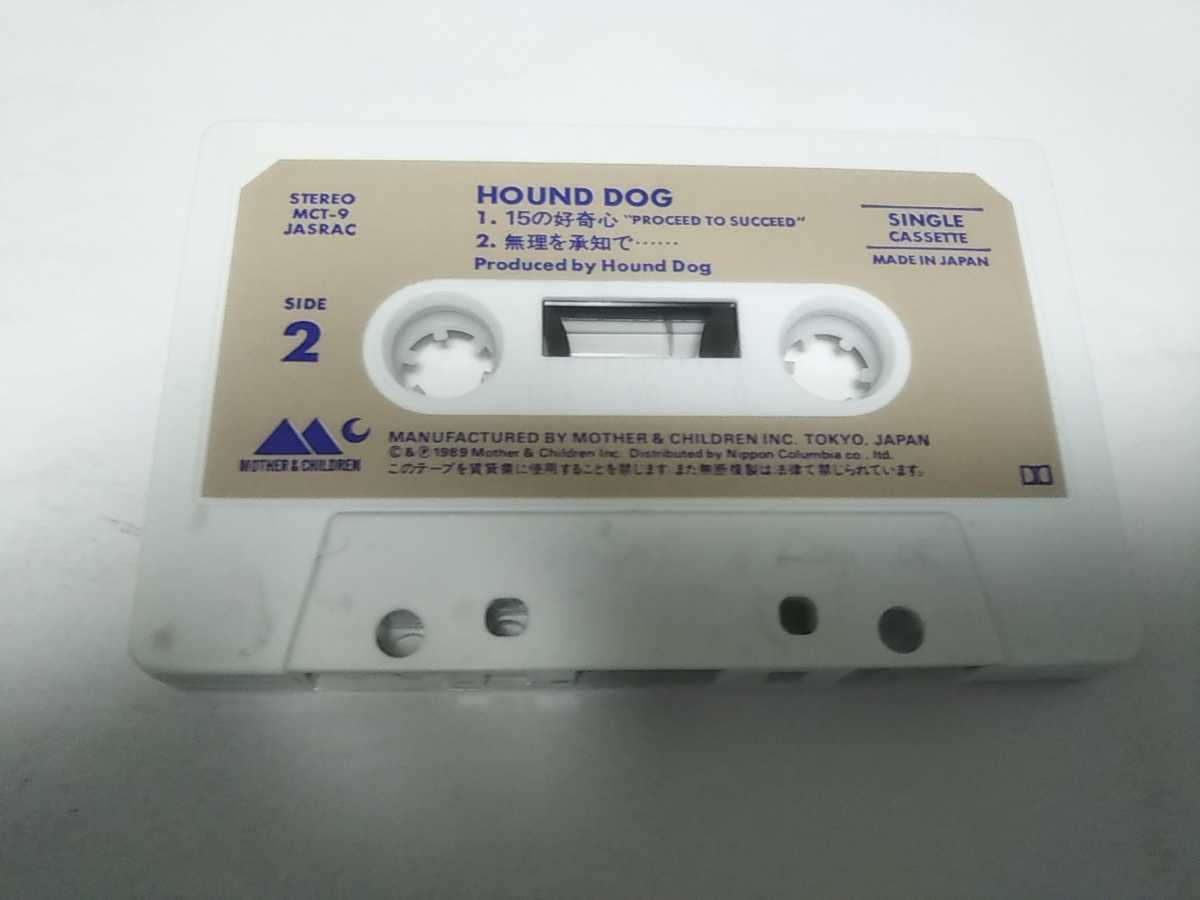 STEREO
MCT-9
JASRAC
HOUND DOG
1. 15の好奇心 "PROCEED TO SUCCEED"
2. 無理を承知で……
Produced by Hound Dog
SINGLE
CASSETTE
MADE IN JAPAN
SIDE
2
MOTHER & CHILDREN
MANUFACTURED BY MOTHER & CHILDREN INC. TOKYO, JAPAN
©&℗1989 Mother & Children Inc. Distributed by Nippon Columbia co., ltd.
このテープを賃貸業に使用することを禁じます。また無断複製は法律で禁じられています。